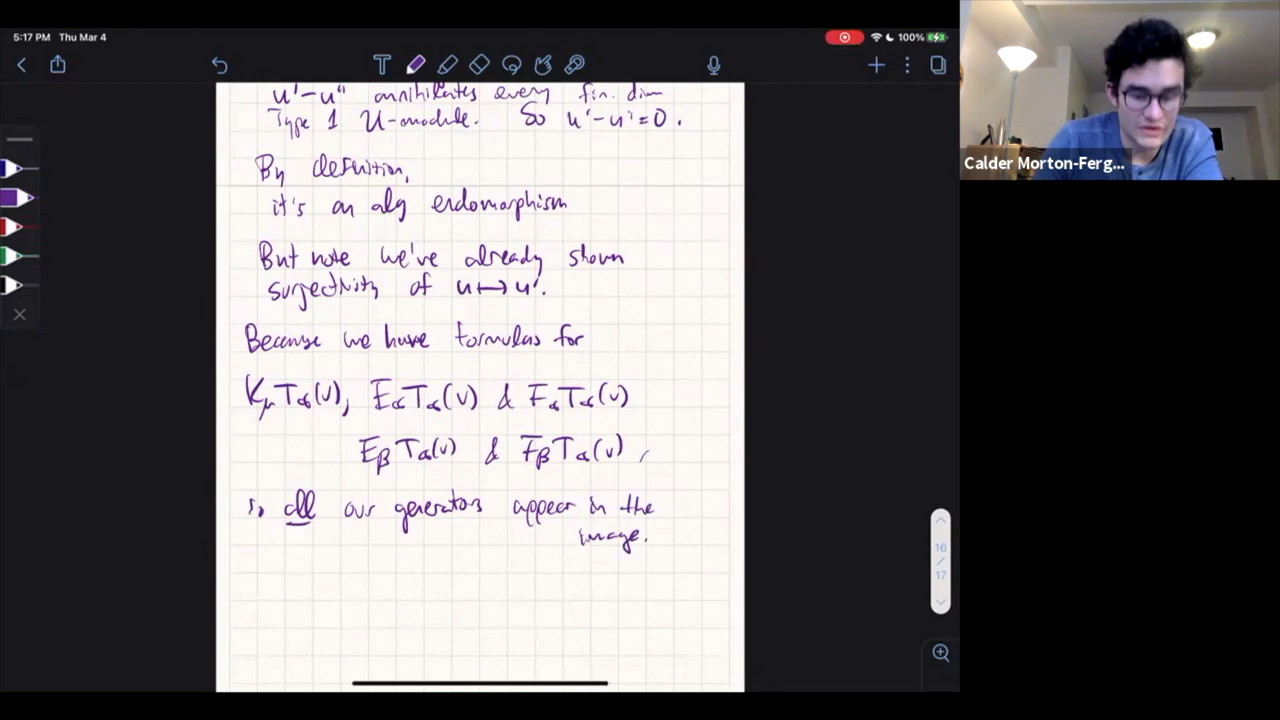 5:17 PM Thu Mar 4
100%
u'-u" annihilates every fin. dim
Type 1 U-module. So u'-u'=0.
By definition,
it's an alg endomorphism
But note we've already shown
surjectivity of u↦u'.
Because we have formulas for
KμTα(v), EαTα(v) & FαTα(v)
EβTα(v) & FβTα(v),
so all our generators appear in the
image.
16
/
17
Calder Morton-Ferg...